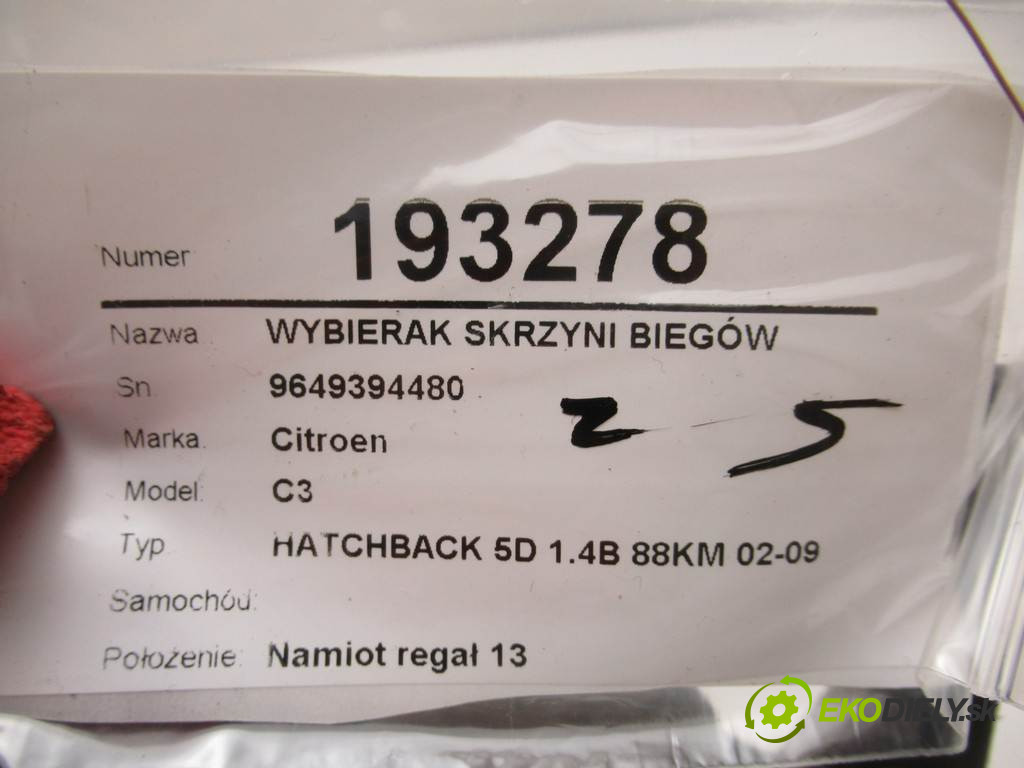 Numer 193278
Nazwa WYBIERAK SKRZYNI BIEGÓW
Sn. 9649394480
Marka. Citroen
2 5
Model: C3
Typ HATCHBACK 5D 1.4B 88KM 02-09
Samochód:
Położenie: Namiot regał 13
EKODIELY.sk